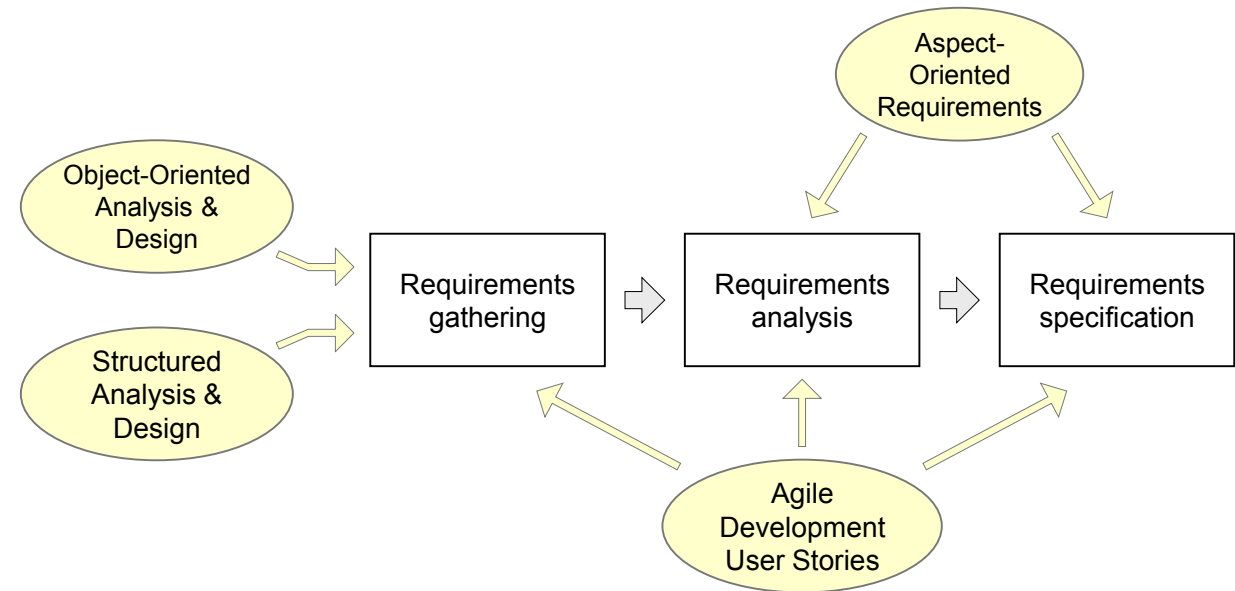 Aspect-
Oriented
Requirements
Object-Oriented
Analysis &
Design
Requirements
gathering
Requirements
analysis
Requirements
specification
Structured
Analysis &
Design
Agile
Development
User Stories